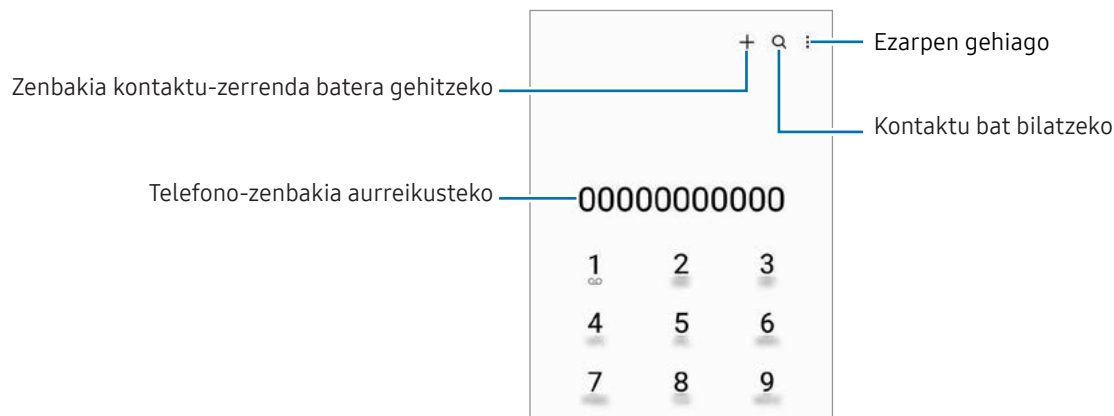 Ezarpen gehiago
Zenbakia kontaktu-zerrenda batera gehitzeko
Kontaktu bat bilatzeko
Telefono-zenbakia aurreikusteko
00000000000
1 2 3
4 5 6
7 8 9